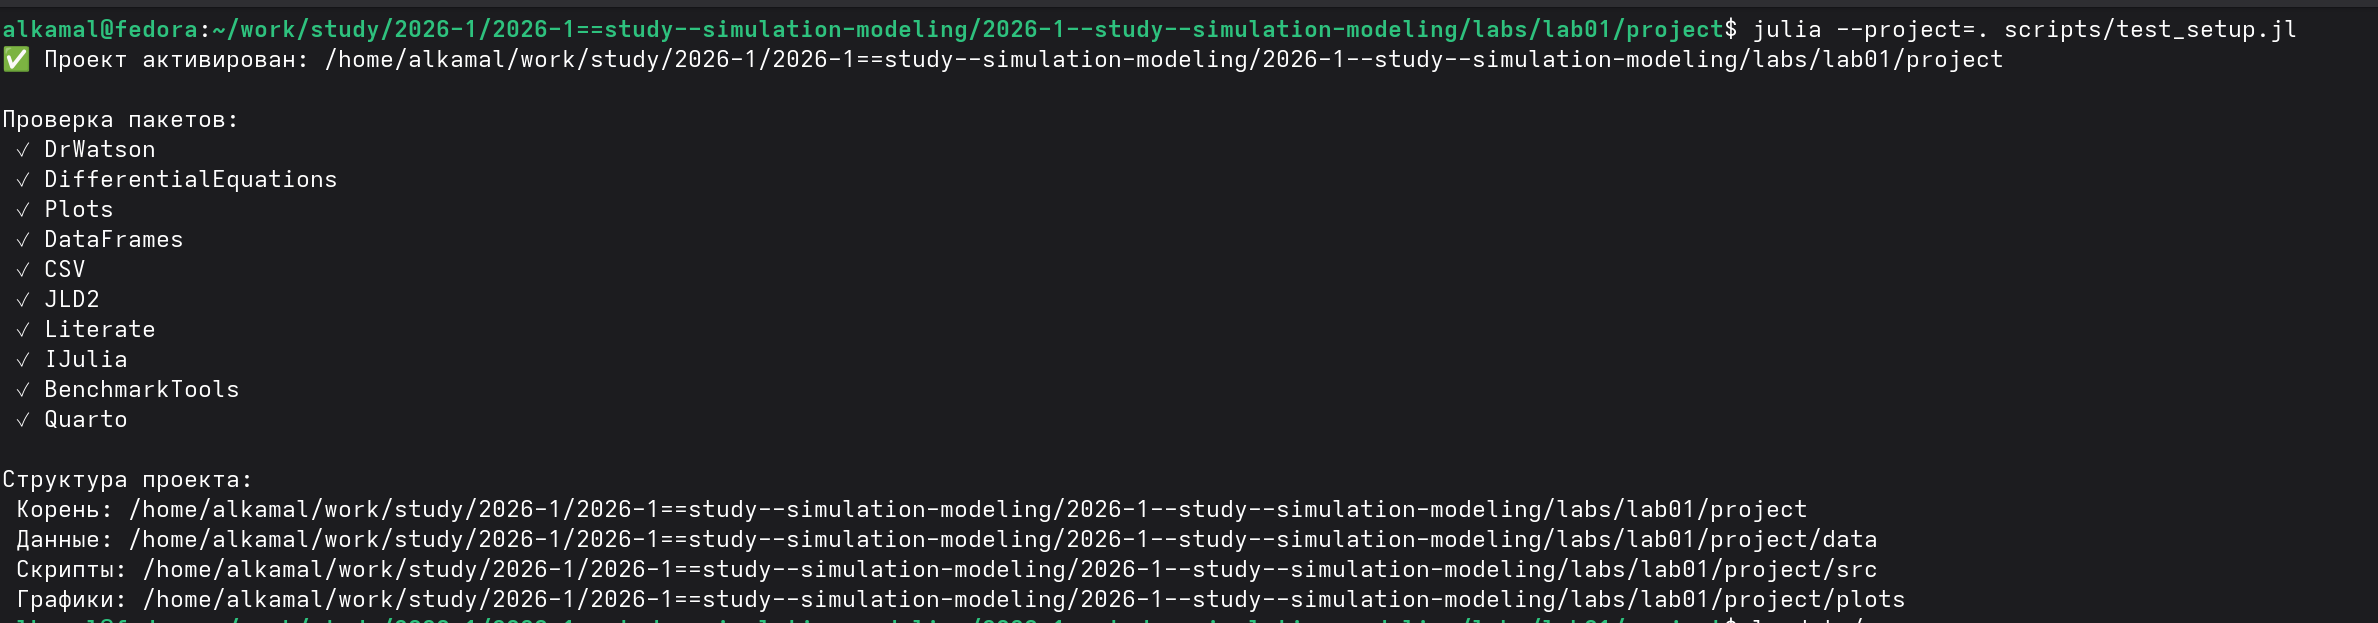 alkamal@fedora:~/work/study/2026-1/2026-1==study--simulation-modeling/2026-1--study--simulation-modeling/labs/lab01/project$ julia --project=. scripts/test_setup.jl
✅ Проект активирован: /home/alkamal/work/study/2026-1/2026-1==study--simulation-modeling/2026-1--study--simulation-modeling/labs/lab01/project
Проверка пакетов:
✓ DrWatson
✓ DifferentialEquations
✓ Plots
✓ DataFrames
✓ CSV
✓ JLD2
✓ Literate
✓ IJulia
✓ BenchmarkTools
✓ Quarto
Структура проекта:
Корень: /home/alkamal/work/study/2026-1/2026-1==study--simulation-modeling/2026-1--study--simulation-modeling/labs/lab01/project
Данные: /home/alkamal/work/study/2026-1/2026-1==study--simulation-modeling/2026-1--study--simulation-modeling/labs/lab01/project/data
Скрипты: /home/alkamal/work/study/2026-1/2026-1==study--simulation-modeling/2026-1--study--simulation-modeling/labs/lab01/project/src
Графики: /home/alkamal/work/study/2026-1/2026-1==study--simulation-modeling/2026-1--study--simulation-modeling/labs/lab01/project/plots